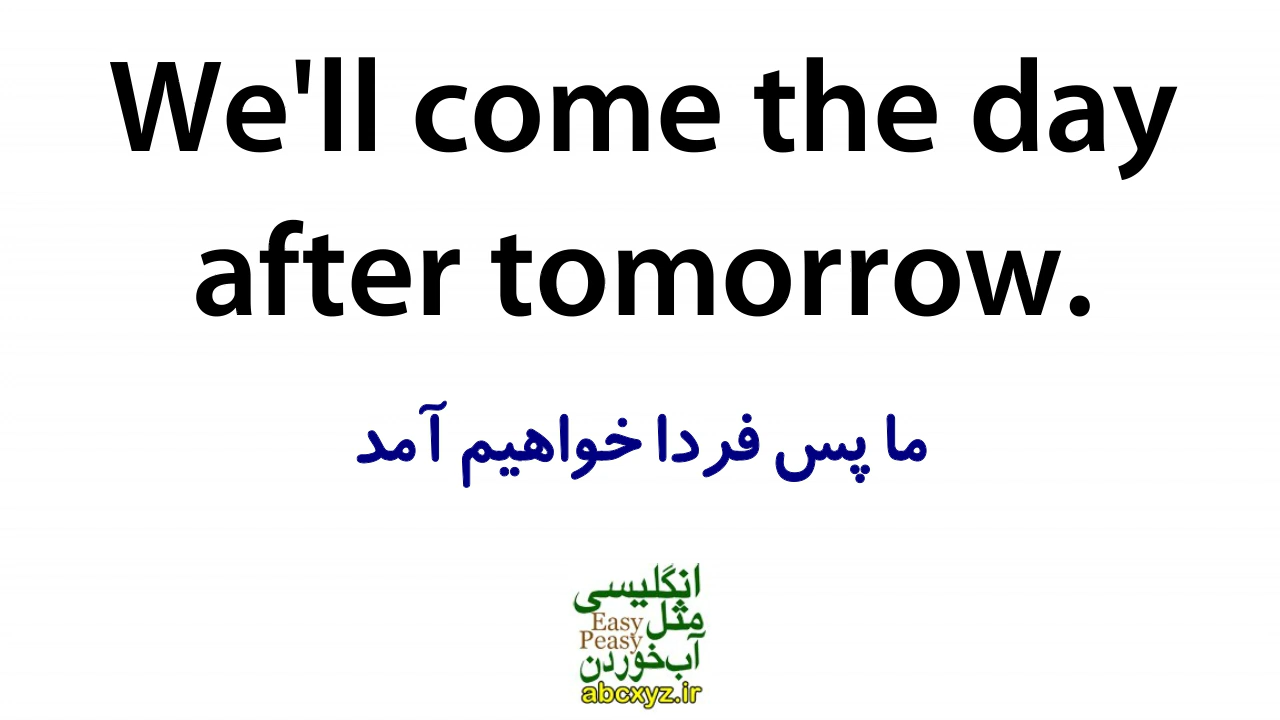 We'll come the day
after tomorrow.
ما پس فردا خواهیم آمد
انگلیسی
مثل
Easy
Peasy
آب‌خوردن
abcxyz.ir